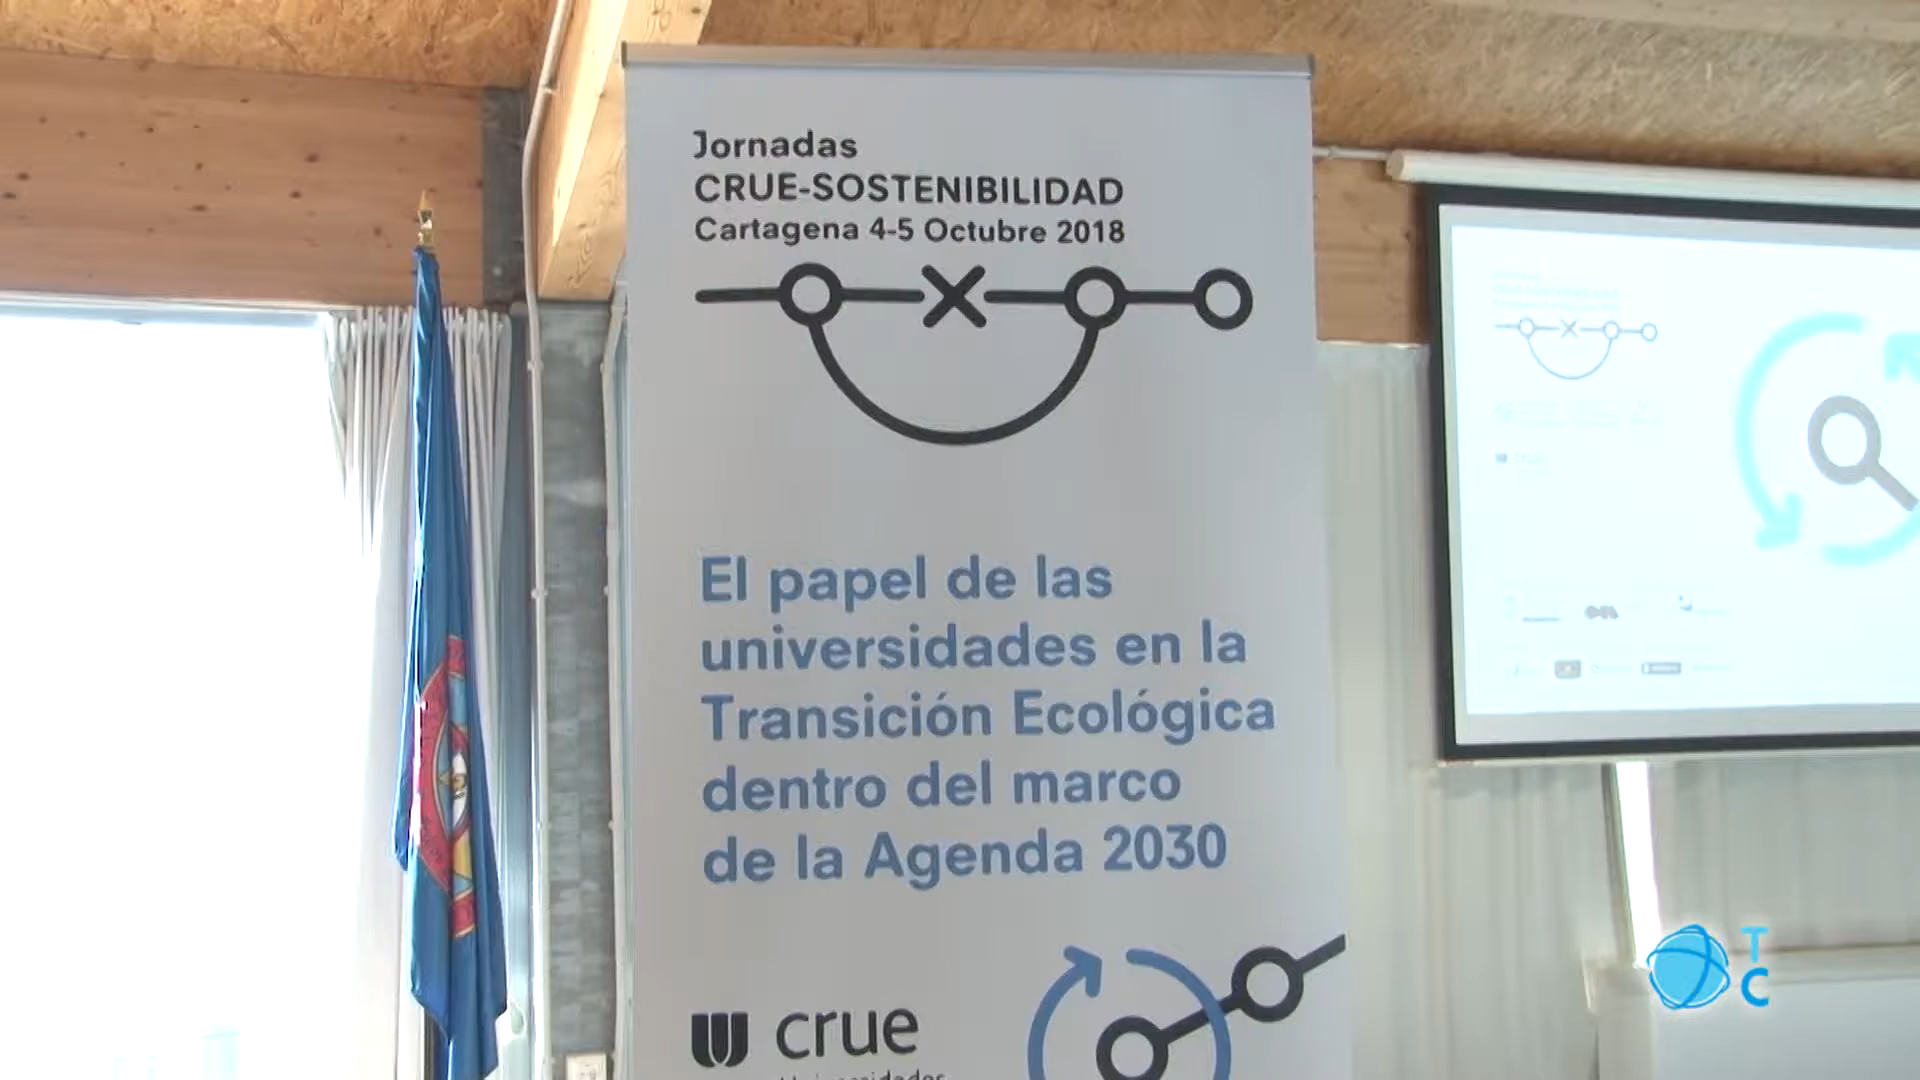 Jornadas
CRUE-SOSTENIBILIDAD
Cartagena 4-5 Octubre 2018
El papel de las
universidades en la
Transición Ecológica
dentro del marco
de la Agenda 2030
crue
T
C